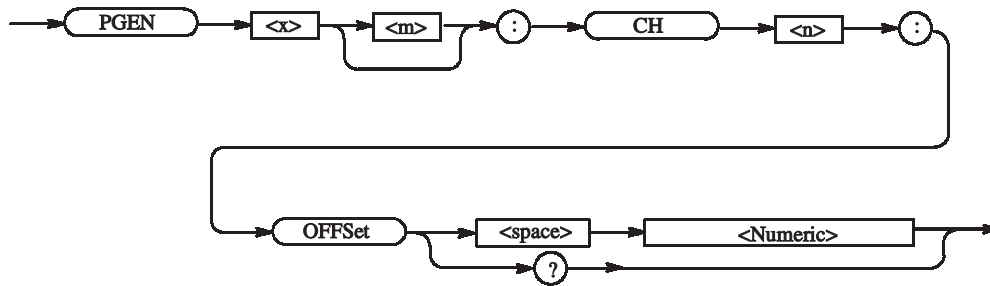 PGEN <x> <m> : CH <n> :
OFFSet <space> <Numeric>
?